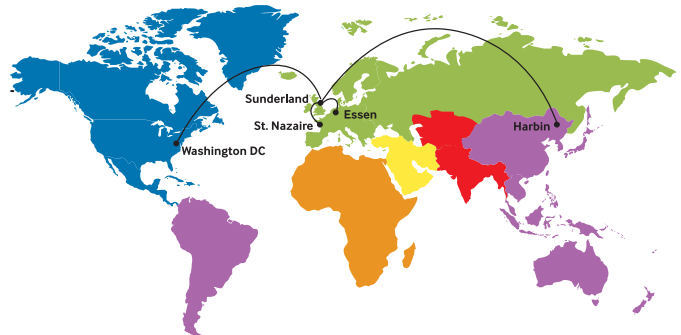 Sunderland
Essen
St. Nazaire
Harbin
Washington DC